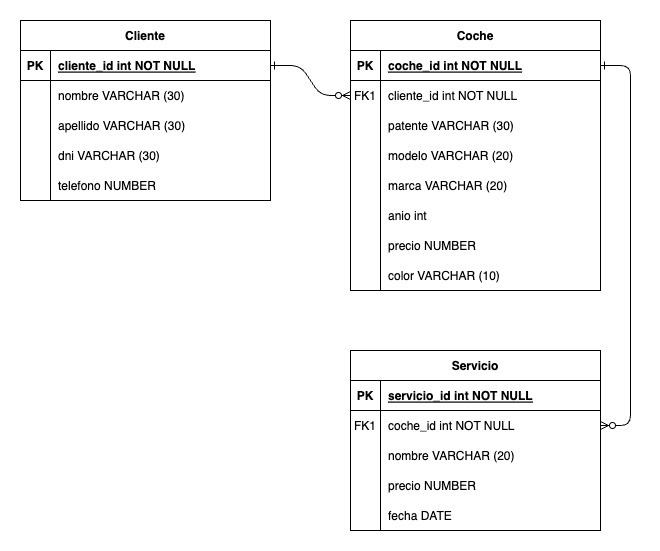 Cliente
PK cliente_id int NOT NULL
nombre VARCHAR (30)
apellido VARCHAR (30)
dni VARCHAR (30)
telefono NUMBER
Coche
PK coche_id int NOT NULL
FK1 cliente_id int NOT NULL
patente VARCHAR (30)
modelo VARCHAR (20)
marca VARCHAR (20)
anio int
precio NUMBER
color VARCHAR (10)
Servicio
PK servicio_id int NOT NULL
FK1 coche_id int NOT NULL
nombre VARCHAR (20)
precio NUMBER
fecha DATE